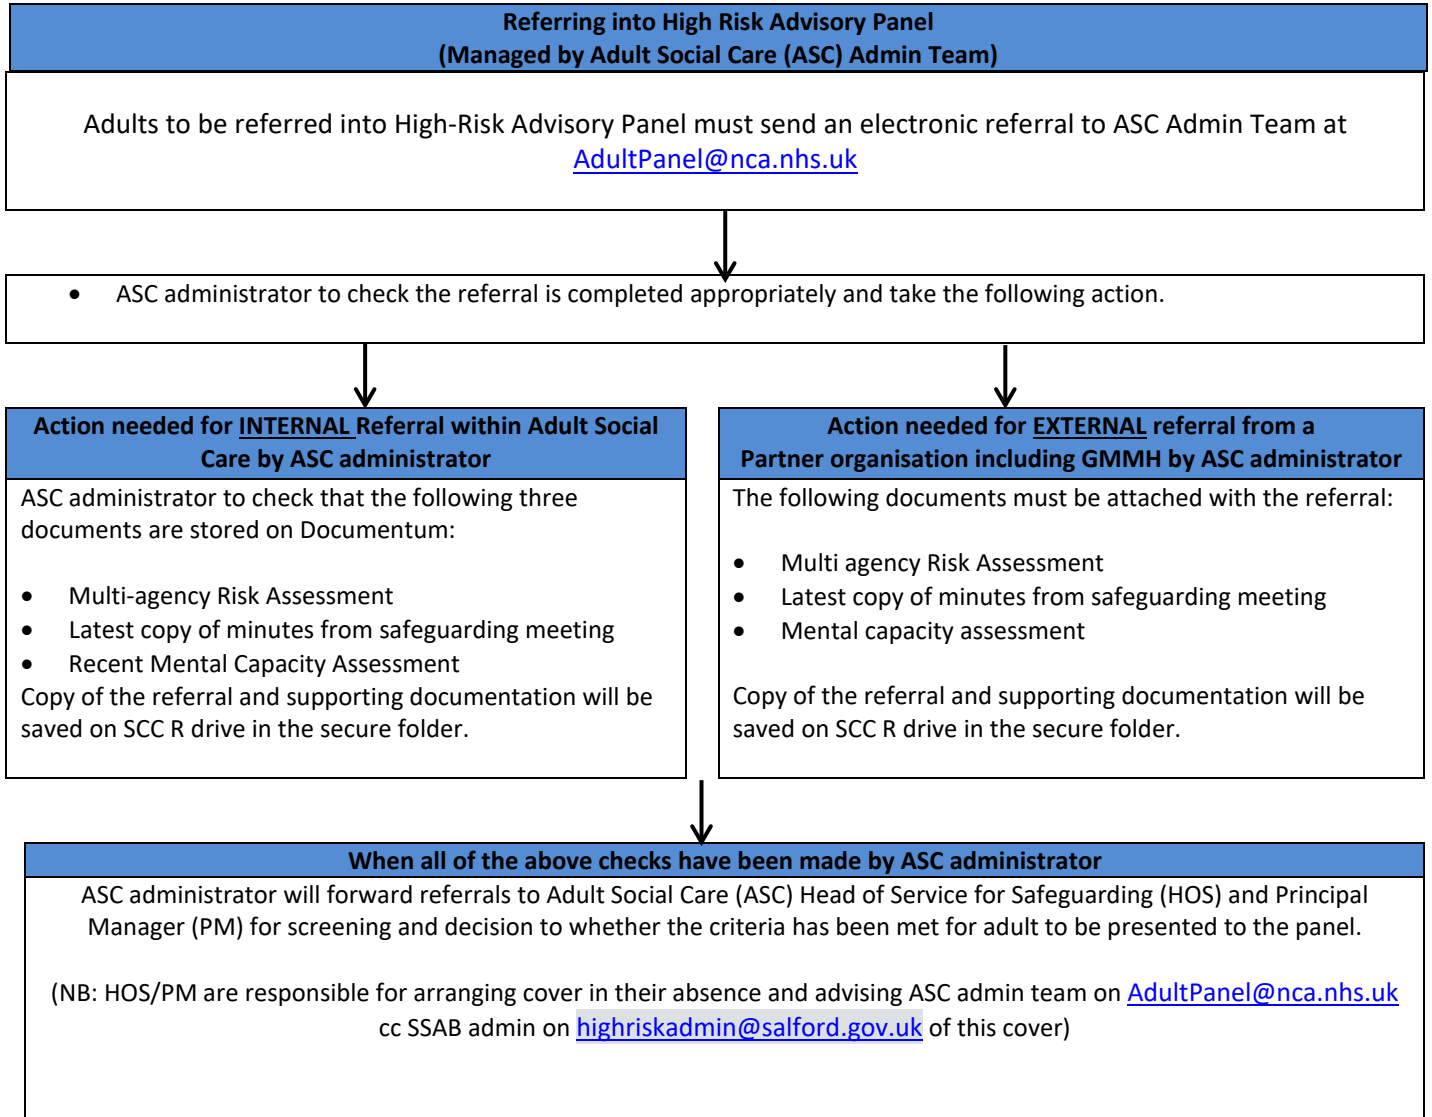 Referring into High Risk Advisory Panel
(Managed by Adult Social Care (ASC) Admin Team)
Adults to be referred into High-Risk Advisory Panel must send an electronic referral to ASC Admin Team at
AdultPanel@nca.nhs.uk
• ASC administrator to check the referral is completed appropriately and take the following action.
Action needed for INTERNAL Referral within Adult Social
Care by ASC administrator
ASC administrator to check that the following three
documents are stored on Documentum:
• Multi-agency Risk Assessment
• Latest copy of minutes from safeguarding meeting
• Recent Mental Capacity Assessment
Copy of the referral and supporting documentation will be
saved on SCC R drive in the secure folder.
Action needed for EXTERNAL referral from a
Partner organisation including GMMH by ASC administrator
The following documents must be attached with the referral:
• Multi agency Risk Assessment
• Latest copy of minutes from safeguarding meeting
• Mental capacity assessment
Copy of the referral and supporting documentation will be
saved on SCC R drive in the secure folder.
When all of the above checks have been made by ASC administrator
ASC administrator will forward referrals to Adult Social Care (ASC) Head of Service for Safeguarding (HOS) and Principal
Manager (PM) for screening and decision to whether the criteria has been met for adult to be presented to the panel.
(NB: HOS/PM are responsible for arranging cover in their absence and advising ASC admin team on AdultPanel@nca.nhs.uk
cc SSAB admin on highriskadmin@salford.gov.uk of this cover)